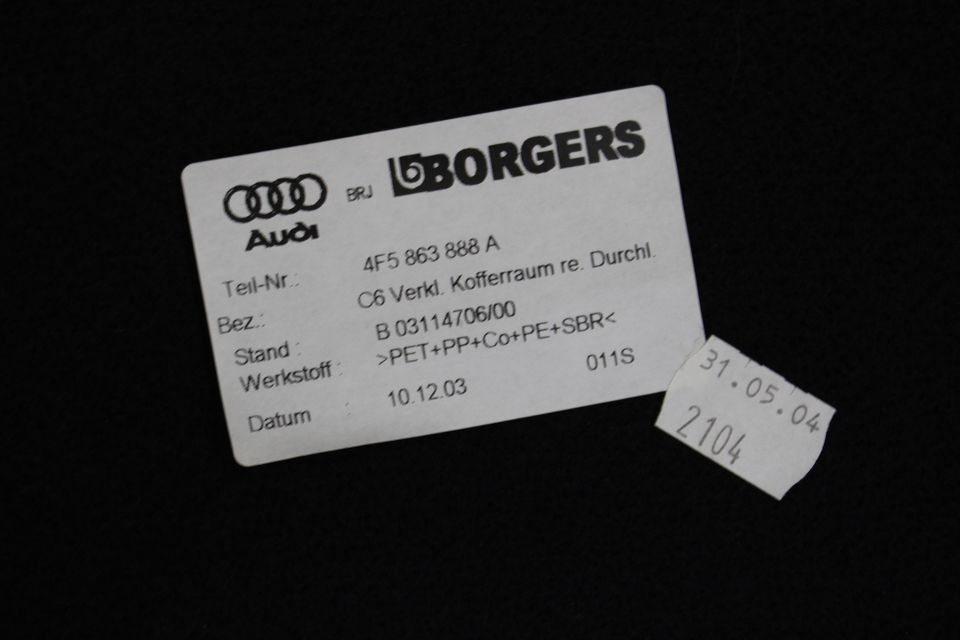 Audi BRJ BORGERS
Teil-Nr.: 4F5 863 888 A
Bez.: C6 Verkl. Kofferraum re. Durchl.
Stand : B 03114706/00
Werkstoff : >PET+PP+Co+PE+SBR<
Datum : 10.12.03 011S
31.05.04
2104